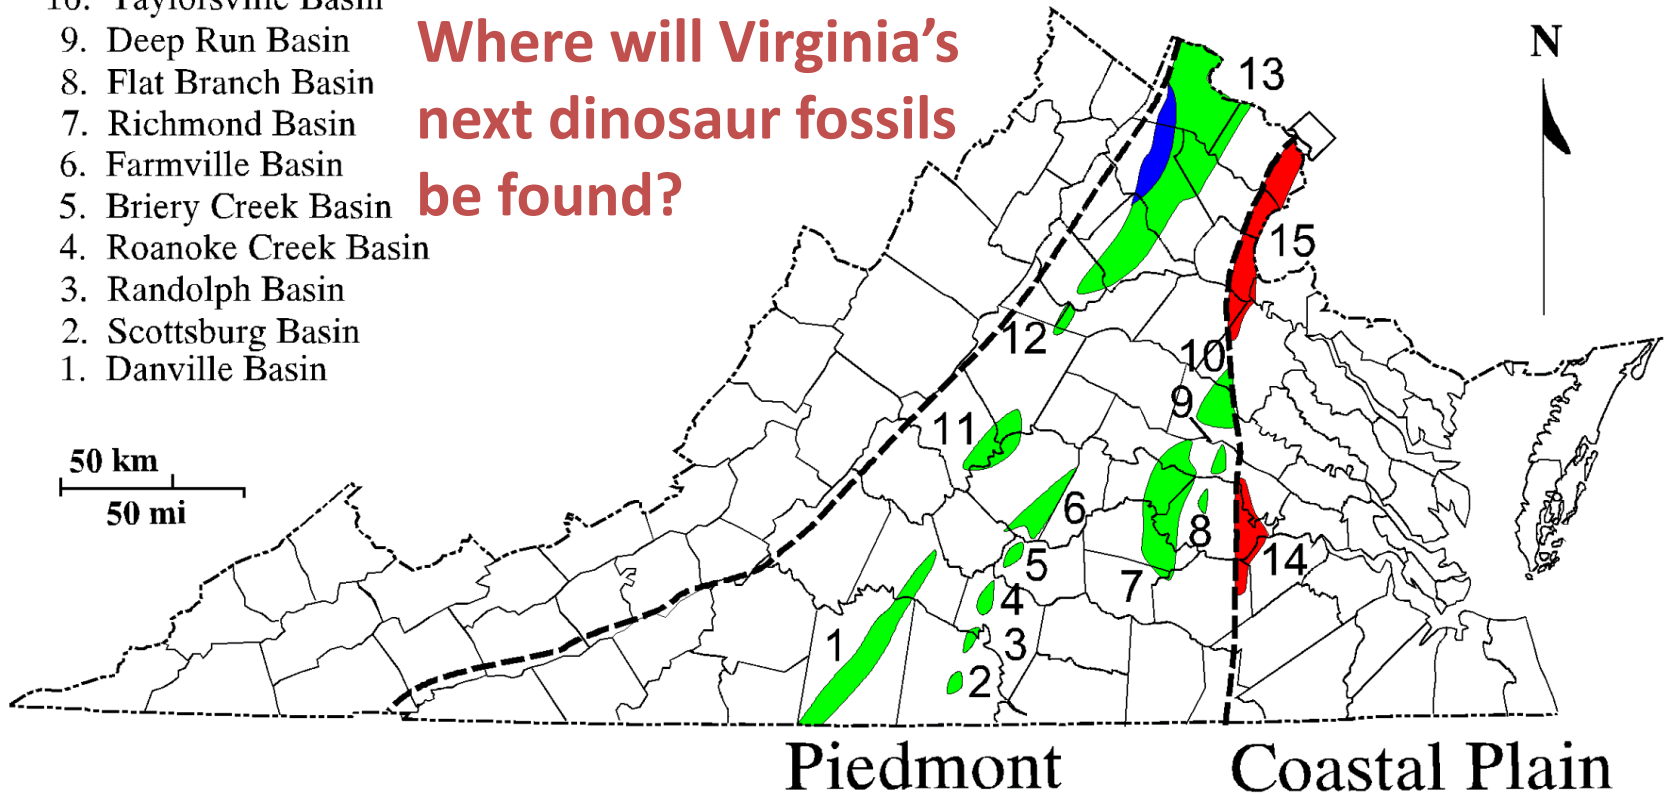 10. Taylorsville Basin
9. Deep Run Basin
8. Flat Branch Basin
7. Richmond Basin
6. Farmville Basin
5. Briery Creek Basin
4. Roanoke Creek Basin
3. Randolph Basin
2. Scottsburg Basin
1. Danville Basin
Where will Virginia’s
next dinosaur fossils
be found?
N
50 km
50 mi
13
15
12
10
9
11
6
8
5
14
7
4
1
3
2
Piedmont
Coastal Plain